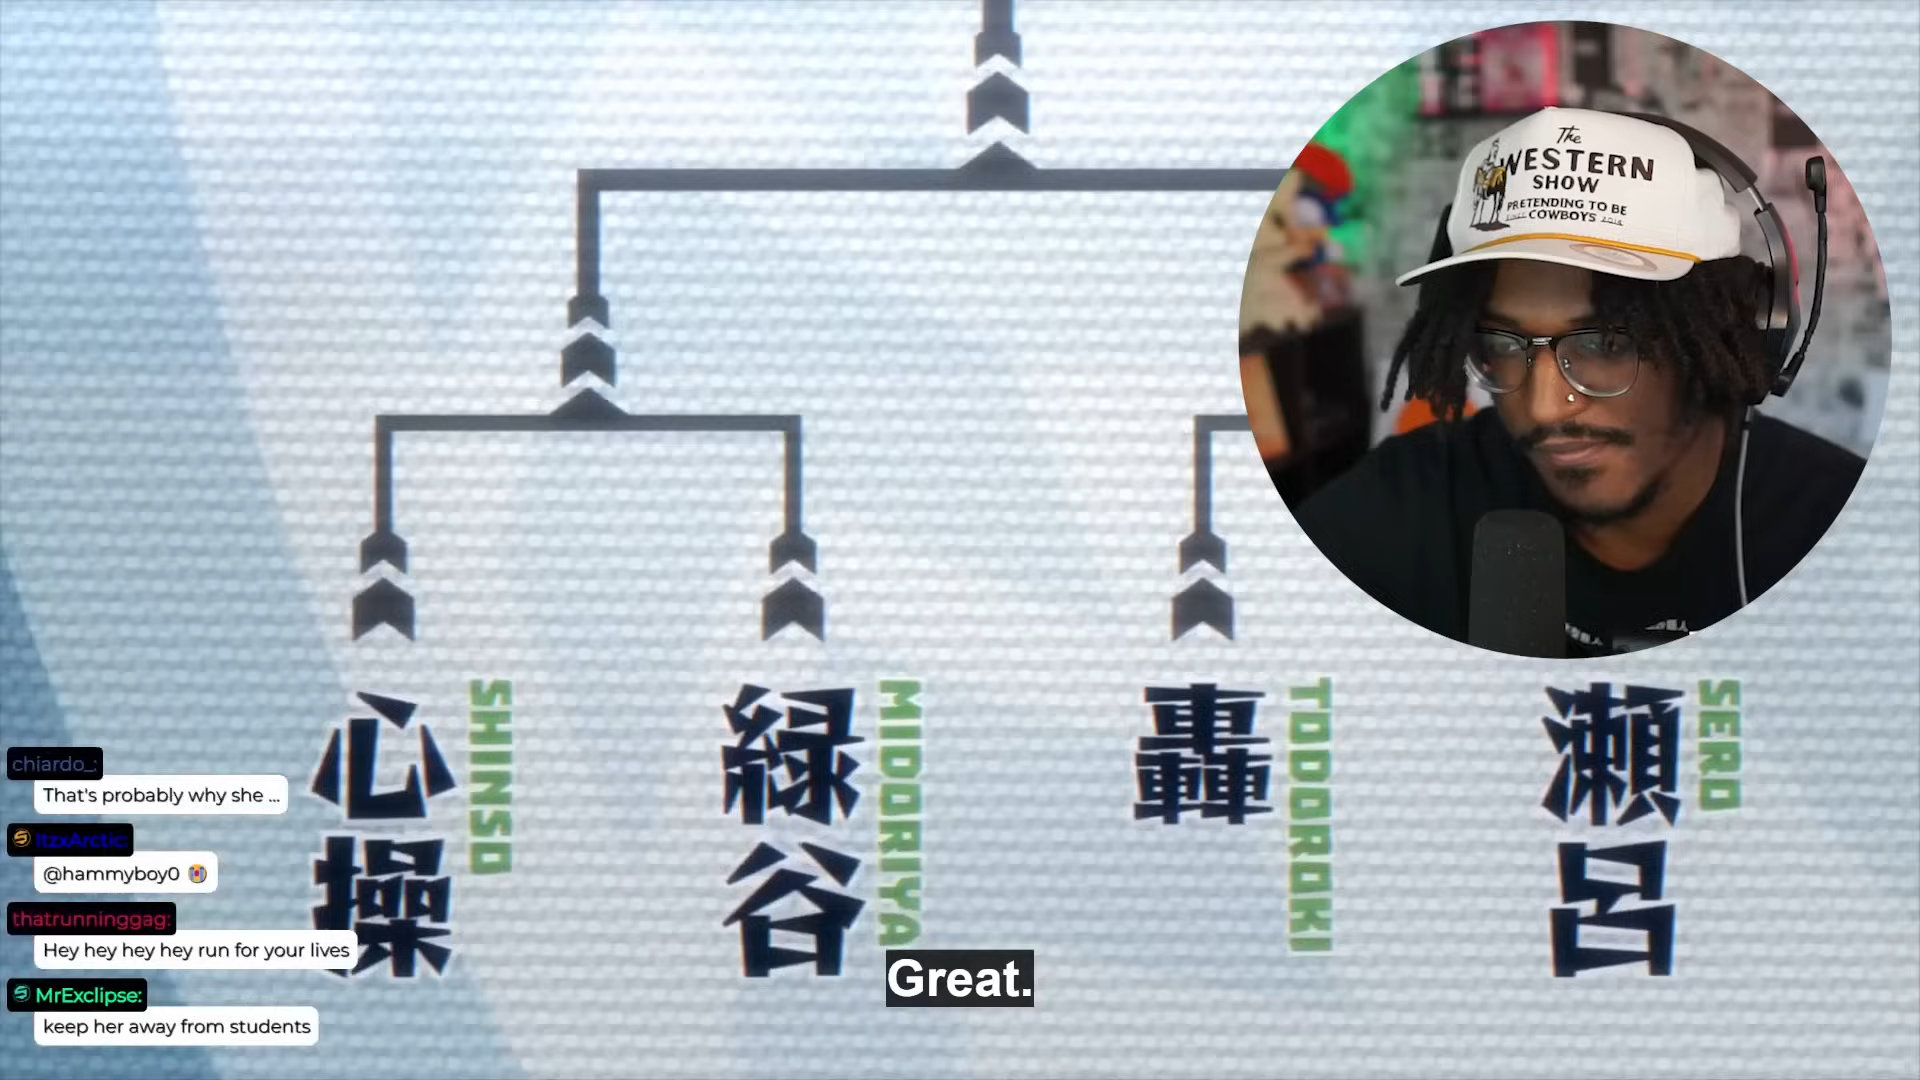 The
WESTERN
SHOW
PRETENDING TO BE
COWBOYS
心操
SHINSO
緑谷
MIDORIYA
轟
TODOROKI
瀬呂
SERO
chiardo_:
That's probably why she ...
ItzxArctic:
@hammyboy0
thatrunninggag:
Hey hey hey hey run for your lives
MrExclipse:
keep her away from students
Great.